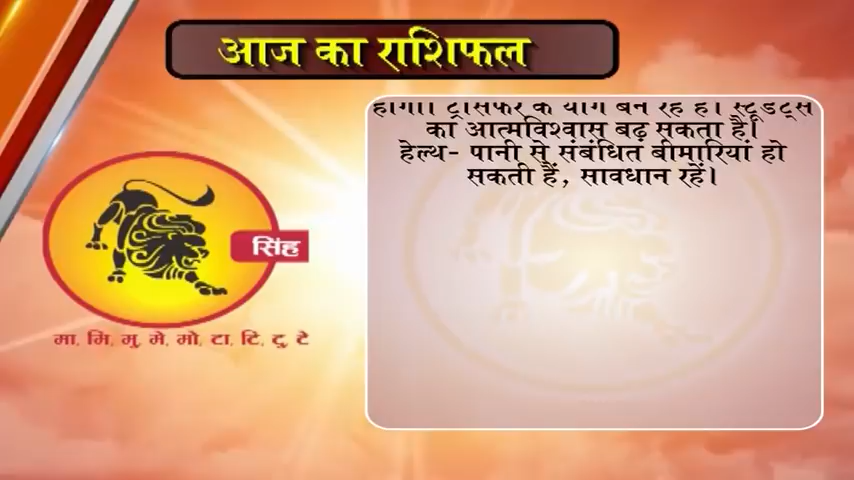 आज का राशिफल
होगा। ट्रांसफर के योग बन रहे हैं। स्टूडेंट्स
का आत्मविश्वास बढ़ सकता है।
हेल्थ- पानी से संबंधित बीमारियां हो
सकती हैं, सावधान रहें।
सिंह
मा, मि, मु, मे, मो, टा, टि, टु, टे